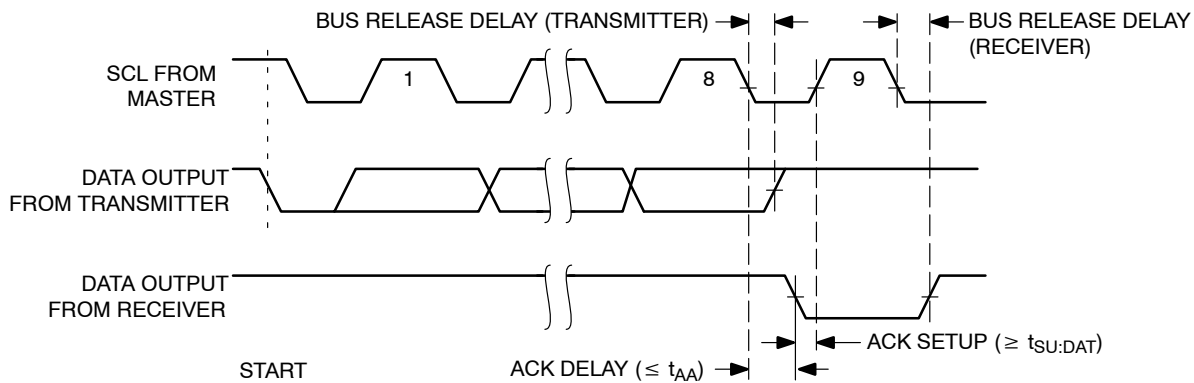 BUS RELEASE DELAY (TRANSMITTER)
BUS RELEASE DELAY
(RECEIVER)
SCL FROM
MASTER
1
8
9
DATA OUTPUT
FROM TRANSMITTER
DATA OUTPUT
FROM RECEIVER
ACK SETUP (≥ tSU:DAT)
START
ACK DELAY (≤ tAA)